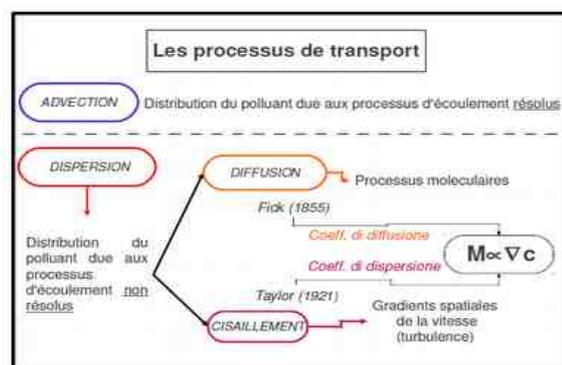 Les processus de transport
ADVECTION
Distribution du polluant due aux processus d'écoulement résolus
DISPERSION
DIFFUSION
Processus moleculaires
Fick (1855)
Coeff. di diffusione
M∝∇c
Distribution du
polluant due aux
processus
d'écoulement non
résolus
Coeff. di dispersione
Taylor (1921)
CISAILLEMENT
Gradients spatiales
de la vitesse
(turbulence)